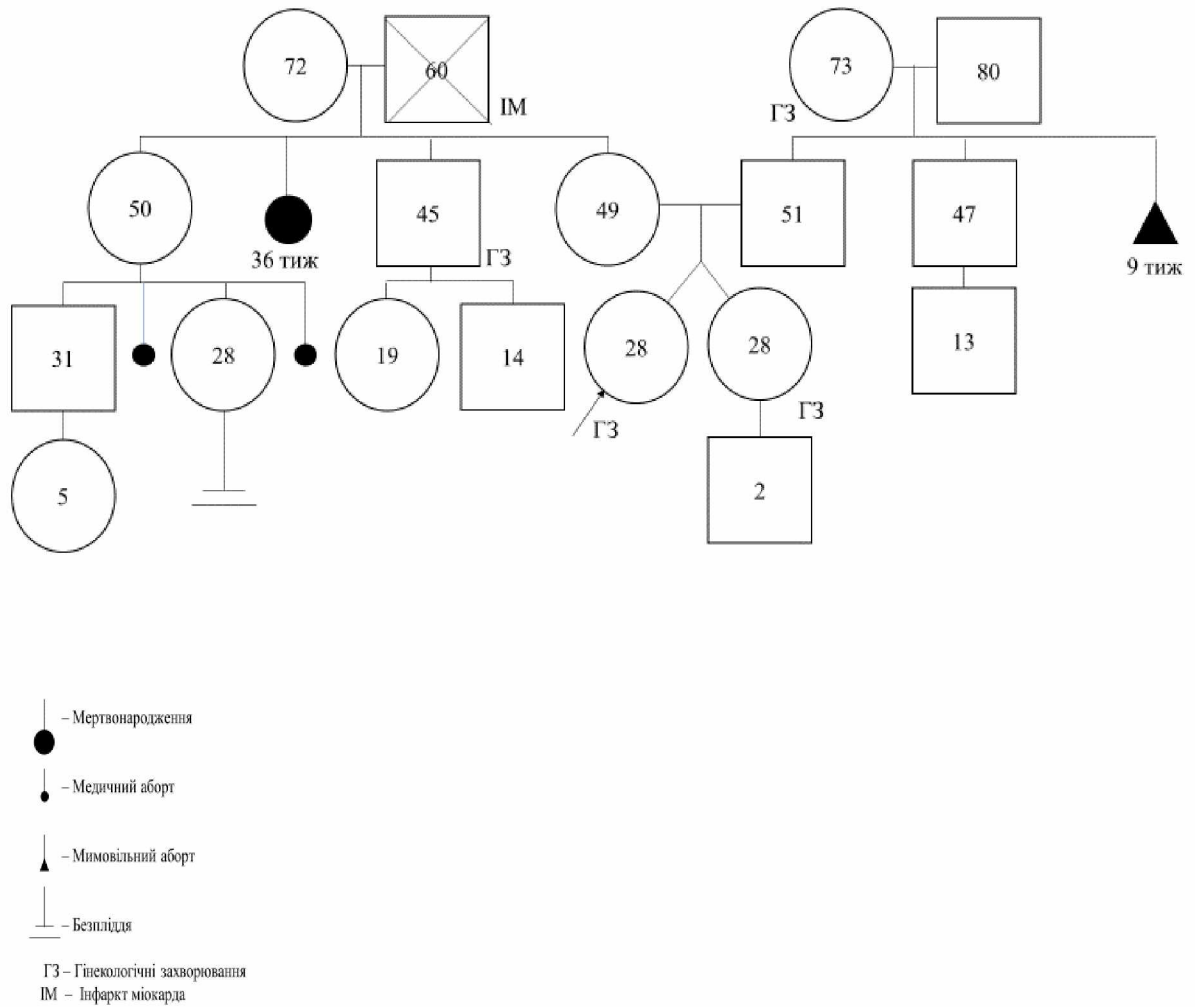 72 60 73 80
ІМ ГЗ
50 45 49 51 47
36 тиж ГЗ 9 тиж
31 28 19 14 28 28 13
ГЗ ГЗ
5 2
– Мертвонародження
– Медичний аборт
– Мимовільний аборт
– Безпліддя
ГЗ – Гінекологічні захворювання
ІМ – Інфаркт міокарда